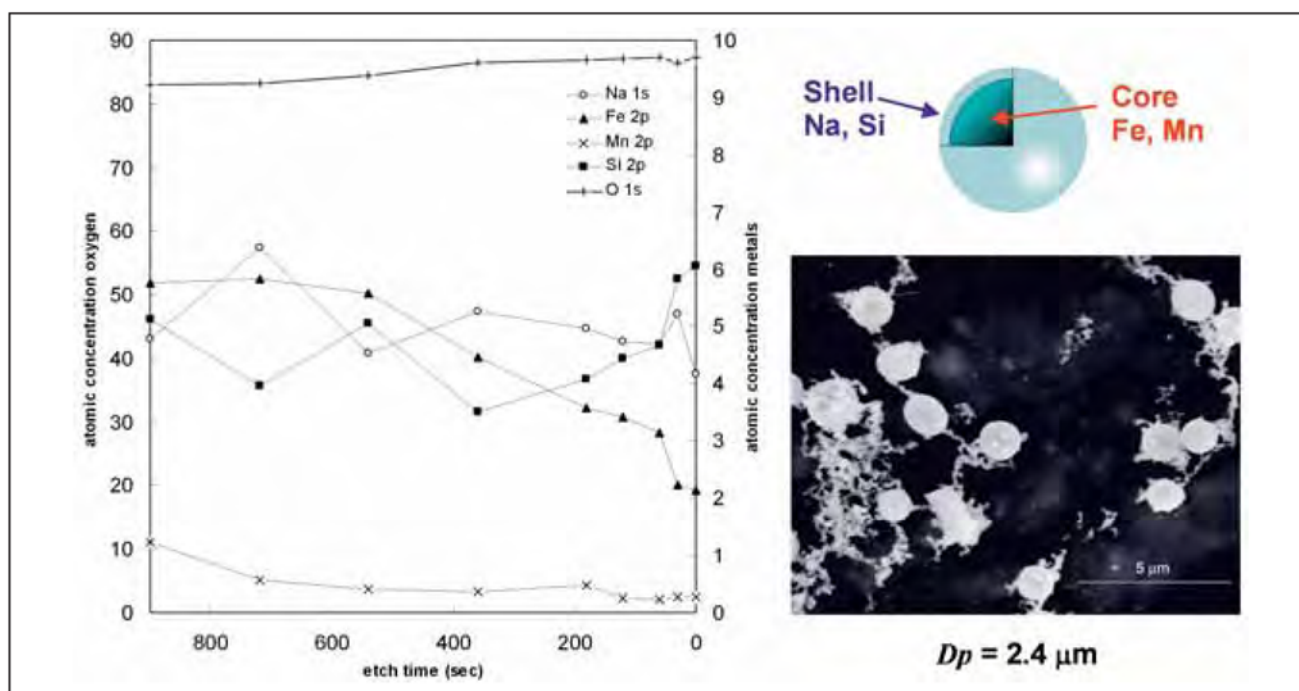 90
80
70
60
50
40
30
20
10
0
atomic concentration oxygen
Na 1s
Fe 2p
Mn 2p
Si 2p
O 1s
10
9
8
7
6
5
4
3
2
1
0
atomic concentration metals
800
600
400
200
0
etch time (sec)
Shell
Na, Si
Core
Fe, Mn
5 µm
Dp = 2.4 µm